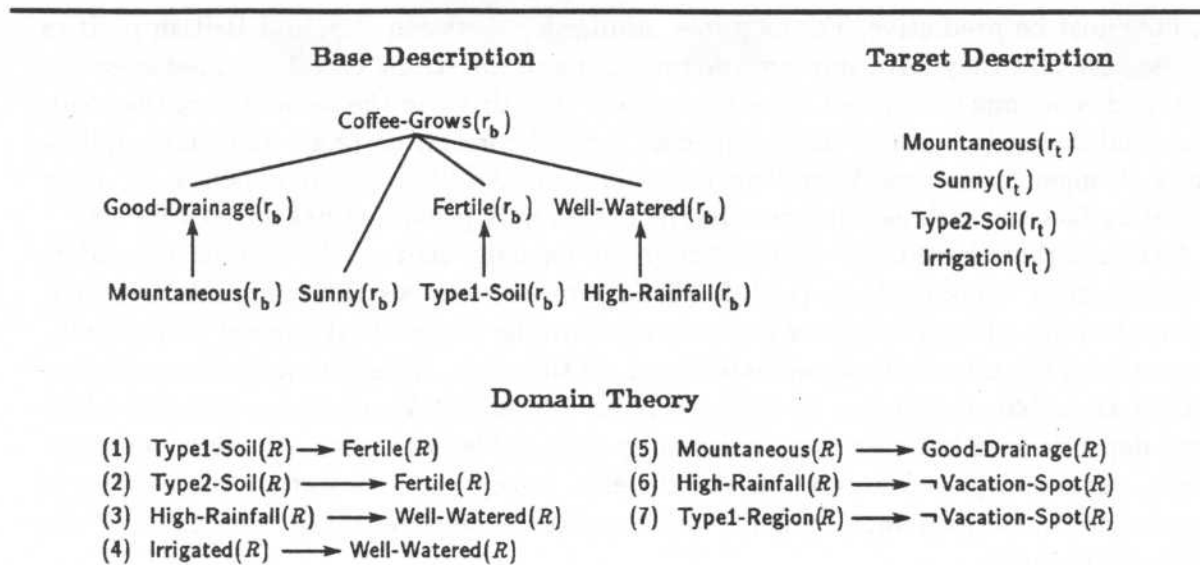 Base Description
Target Description
Coffee-Grows(r_b)
Good-Drainage(r_b) Fertile(r_b) Well-Watered(r_b)
Mountaneous(r_b) Sunny(r_b) Type1-Soil(r_b) High-Rainfall(r_b)
Mountaneous(r_t)
Sunny(r_t)
Type2-Soil(r_t)
Irrigation(r_t)
Domain Theory
(1) Type1-Soil(R) → Fertile(R)
(2) Type2-Soil(R) → Fertile(R)
(3) High-Rainfall(R) → Well-Watered(R)
(4) Irrigated(R) → Well-Watered(R)
(5) Mountaneous(R) → Good-Drainage(R)
(6) High-Rainfall(R) → ¬Vacation-Spot(R)
(7) Type1-Region(R) → ¬Vacation-Spot(R)